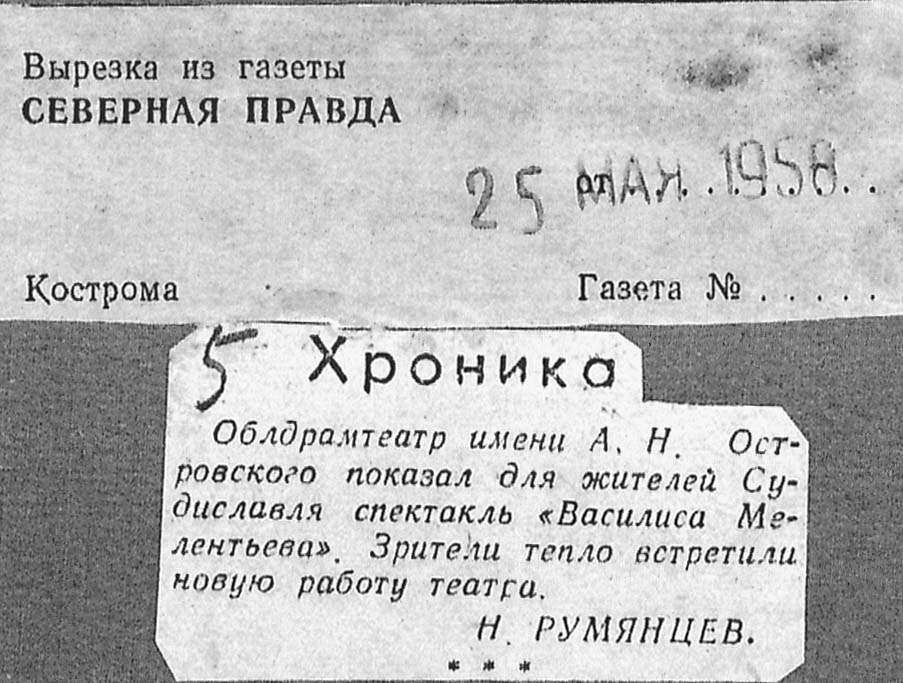 Вырезка из газеты
СЕВЕРНАЯ ПРАВДА
25 от МАЯ 1958
Кострома Газета № . . . . .
5 Хроника
Облдрамтеатр имени А. Н. Ост-
ровского показал для жителей Су-
диславля спектакль «Василиса Ме-
лентьева». Зрители тепло встретили
новую работу театра.
Н. РУМЯНЦЕВ.
* * *